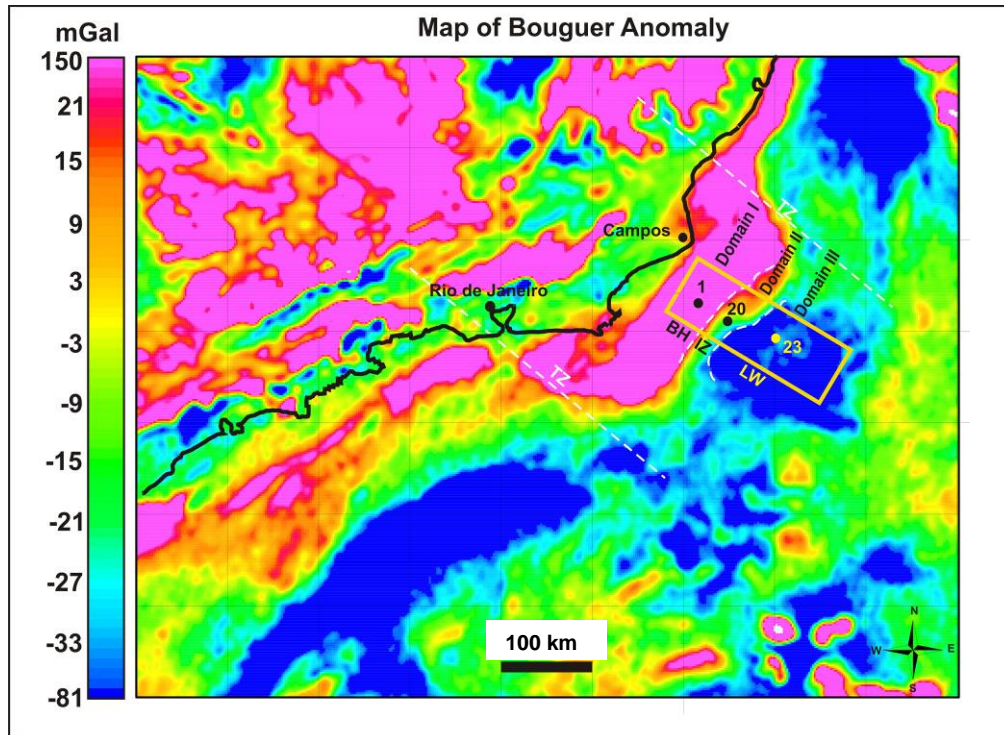 Map of Bouguer Anomaly
mGal
150
21
15
9
3
-3
-9
-15
-21
-27
-33
-81
Campos
Rio de Janeiro
TZ
TZ
Domain I
Domain II
Domain III
1
20
23
BH
IZ
LW
100 km
N
W
E
S